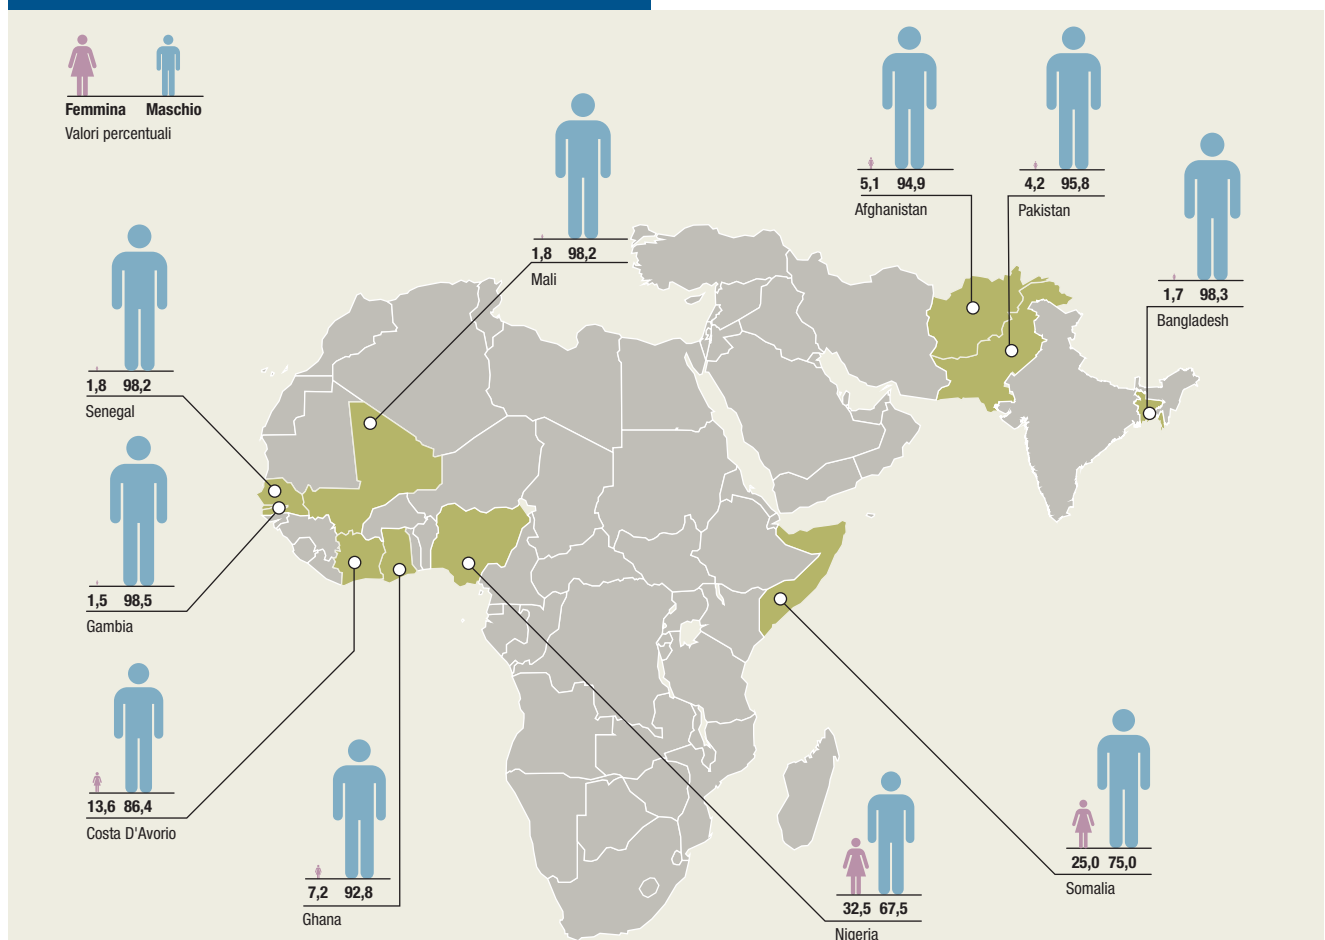 Femmina Maschio
Valori percentuali
1,8 98,2
Mali
5,1 94,9
Afghanistan
4,2 95,8
Pakistan
1,7 98,3
Bangladesh
1,8 98,2
Senegal
1,5 98,5
Gambia
13,6 86,4
Costa D'Avorio
7,2 92,8
Ghana
32,5 67,5
Nigeria
25,0 75,0
Somalia